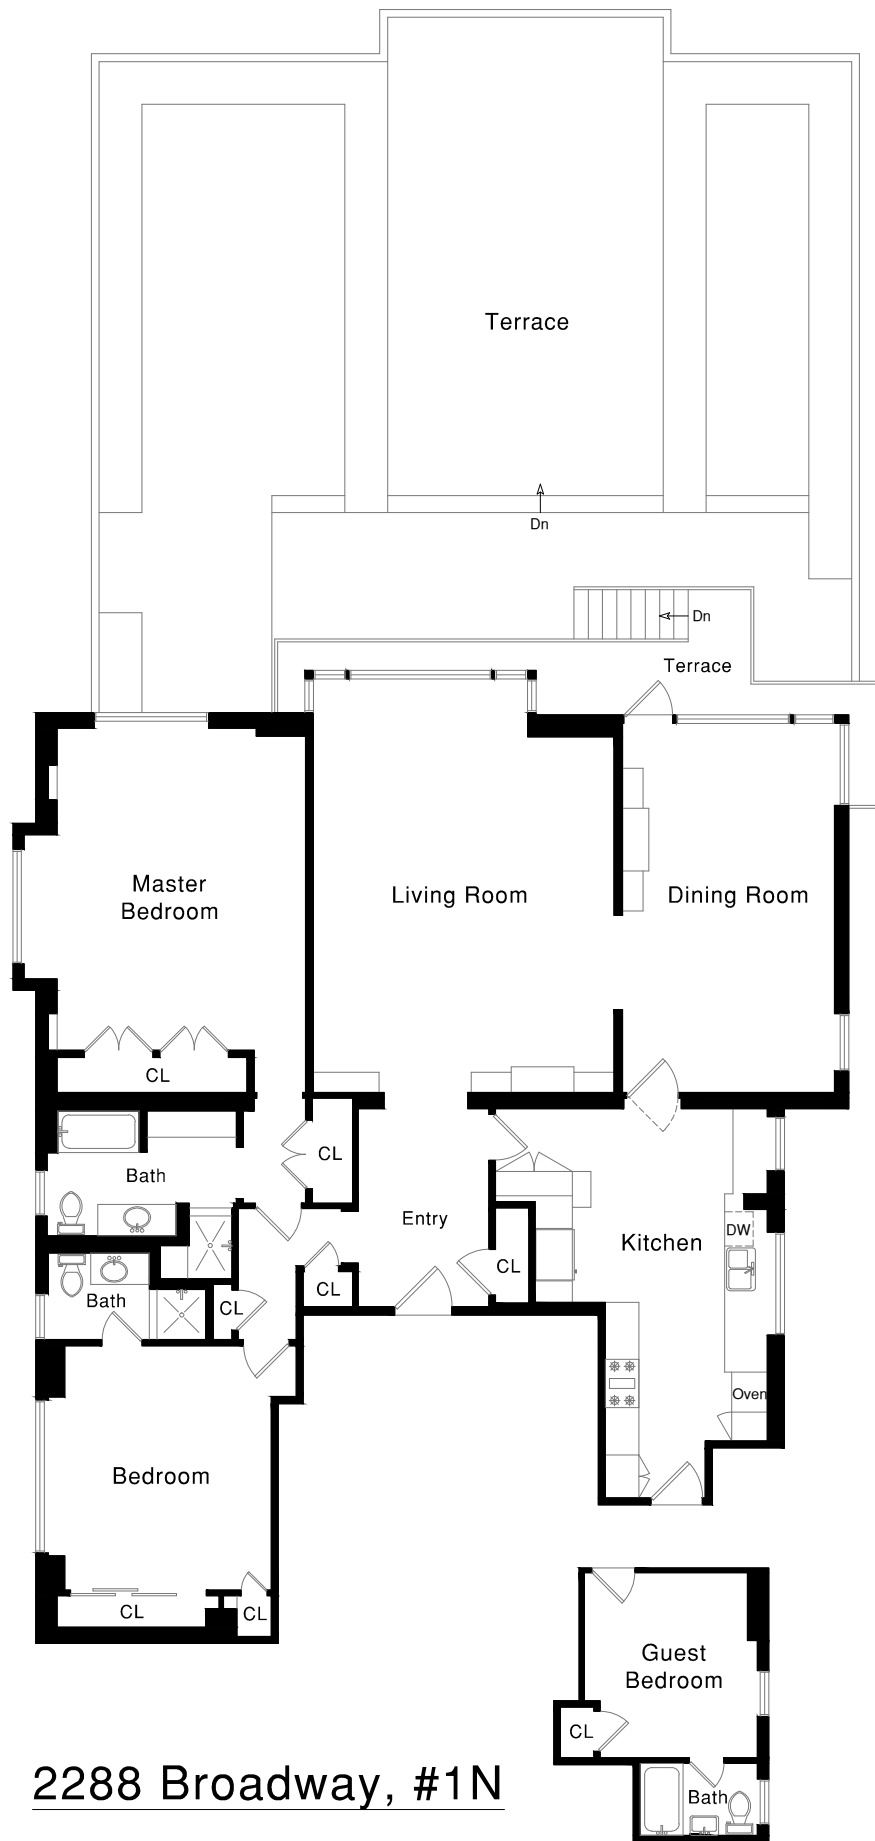 Terrace
Dn
Dn
Terrace
Master
Bedroom
Living Room
Dining Room
CL
CL
Bath
Entry
Kitchen
DW
CL
CL
CL
Bath
Oven
Bedroom
CL
CL
Guest
Bedroom
CL
Bath
2288 Broadway, #1N